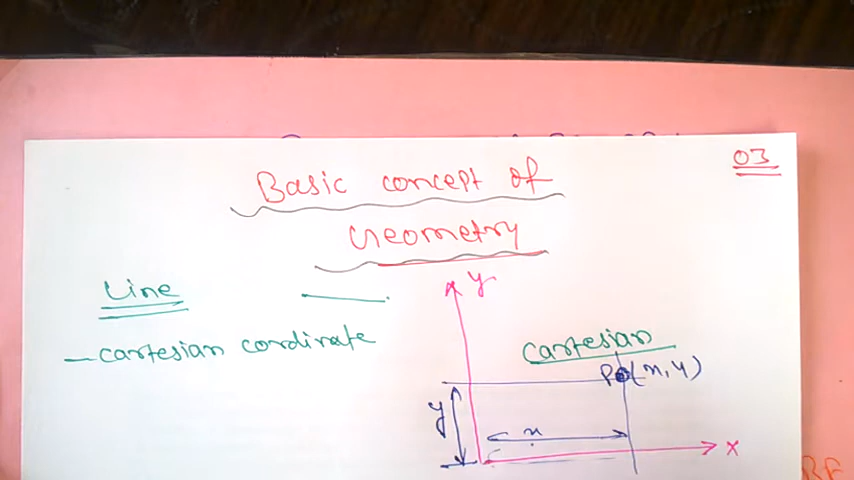 03
Basic concept of
Geometry
Line
- cartesian cordinate
y
cartesian
P (x, y)
y
x
X